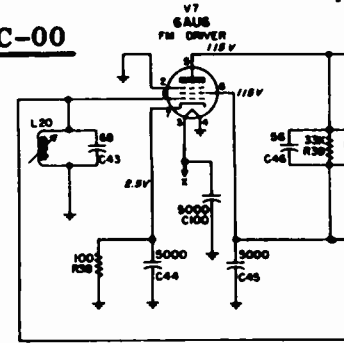 V7
6AU6
FM DRIVER
C-00
115V
5
2
6
115V
7
3
4
L20
68
C43
2.5V
X
5000
C100
56
C46
33K
R39
100
R38
5000
C44
5000
C45